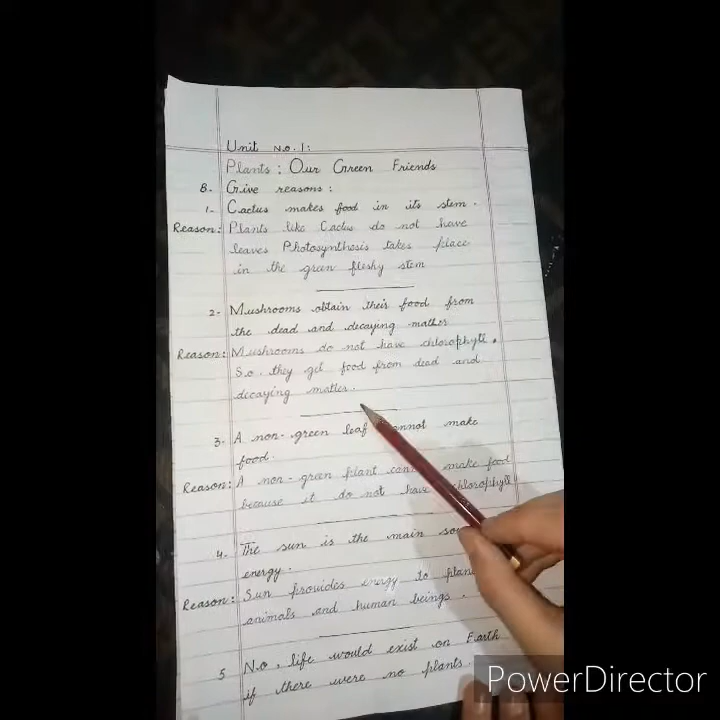 Unit No. 1:
Plants: Our Green Friends
B. Give reasons:
1. Cactus makes food in its stem.
Reason: Plants like Cactus do not have
leaves Photosynthesis takes place
in the green fleshy stem
2. Mushrooms obtain their food from
the dead and decaying matter
Reason: Mushrooms do not have chlorophyll.
So. they get food from dead and
decaying matter.
3. A non-green leaf cannot make
food.
Reason: A non-green plant make food
because it do not have chlorophyll
4. The sun is the main
energy.
Reason: Sun provides energy to
animals and human beings.
5 No, life would exist on Earth
if there were no plants.
PowerDirector